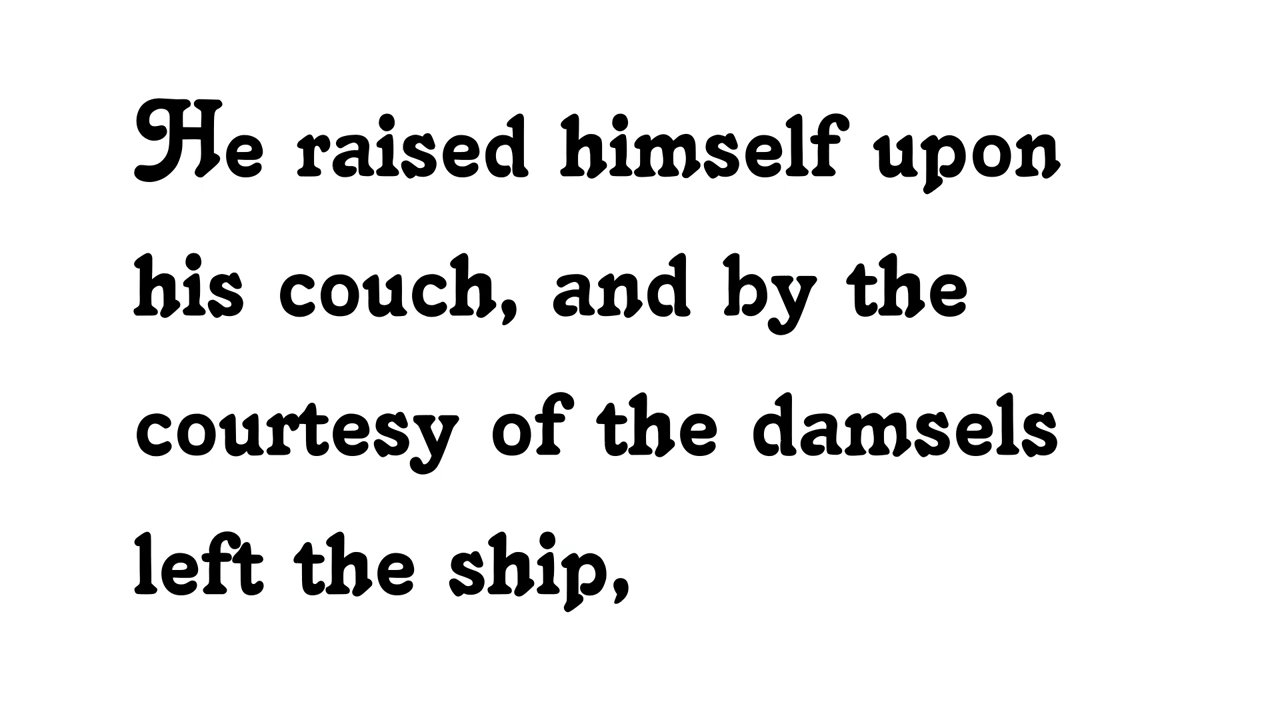 He raised himself upon
his couch, and by the
courtesy of the damsels
left the ship,